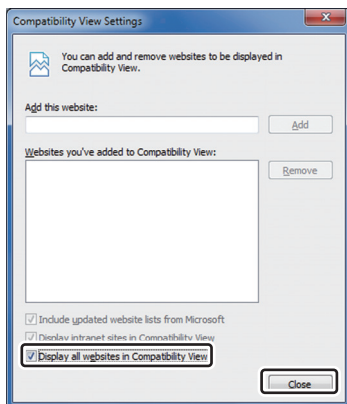 Compatibility View Settings
You can add and remove websites to be displayed in
Compatibility View.
Add this website:
Add
Websites you've added to Compatibility View:
Remove
Include updated website lists from Microsoft
Display intranet sites in Compatibility View
Display all websites in Compatibility View
Close